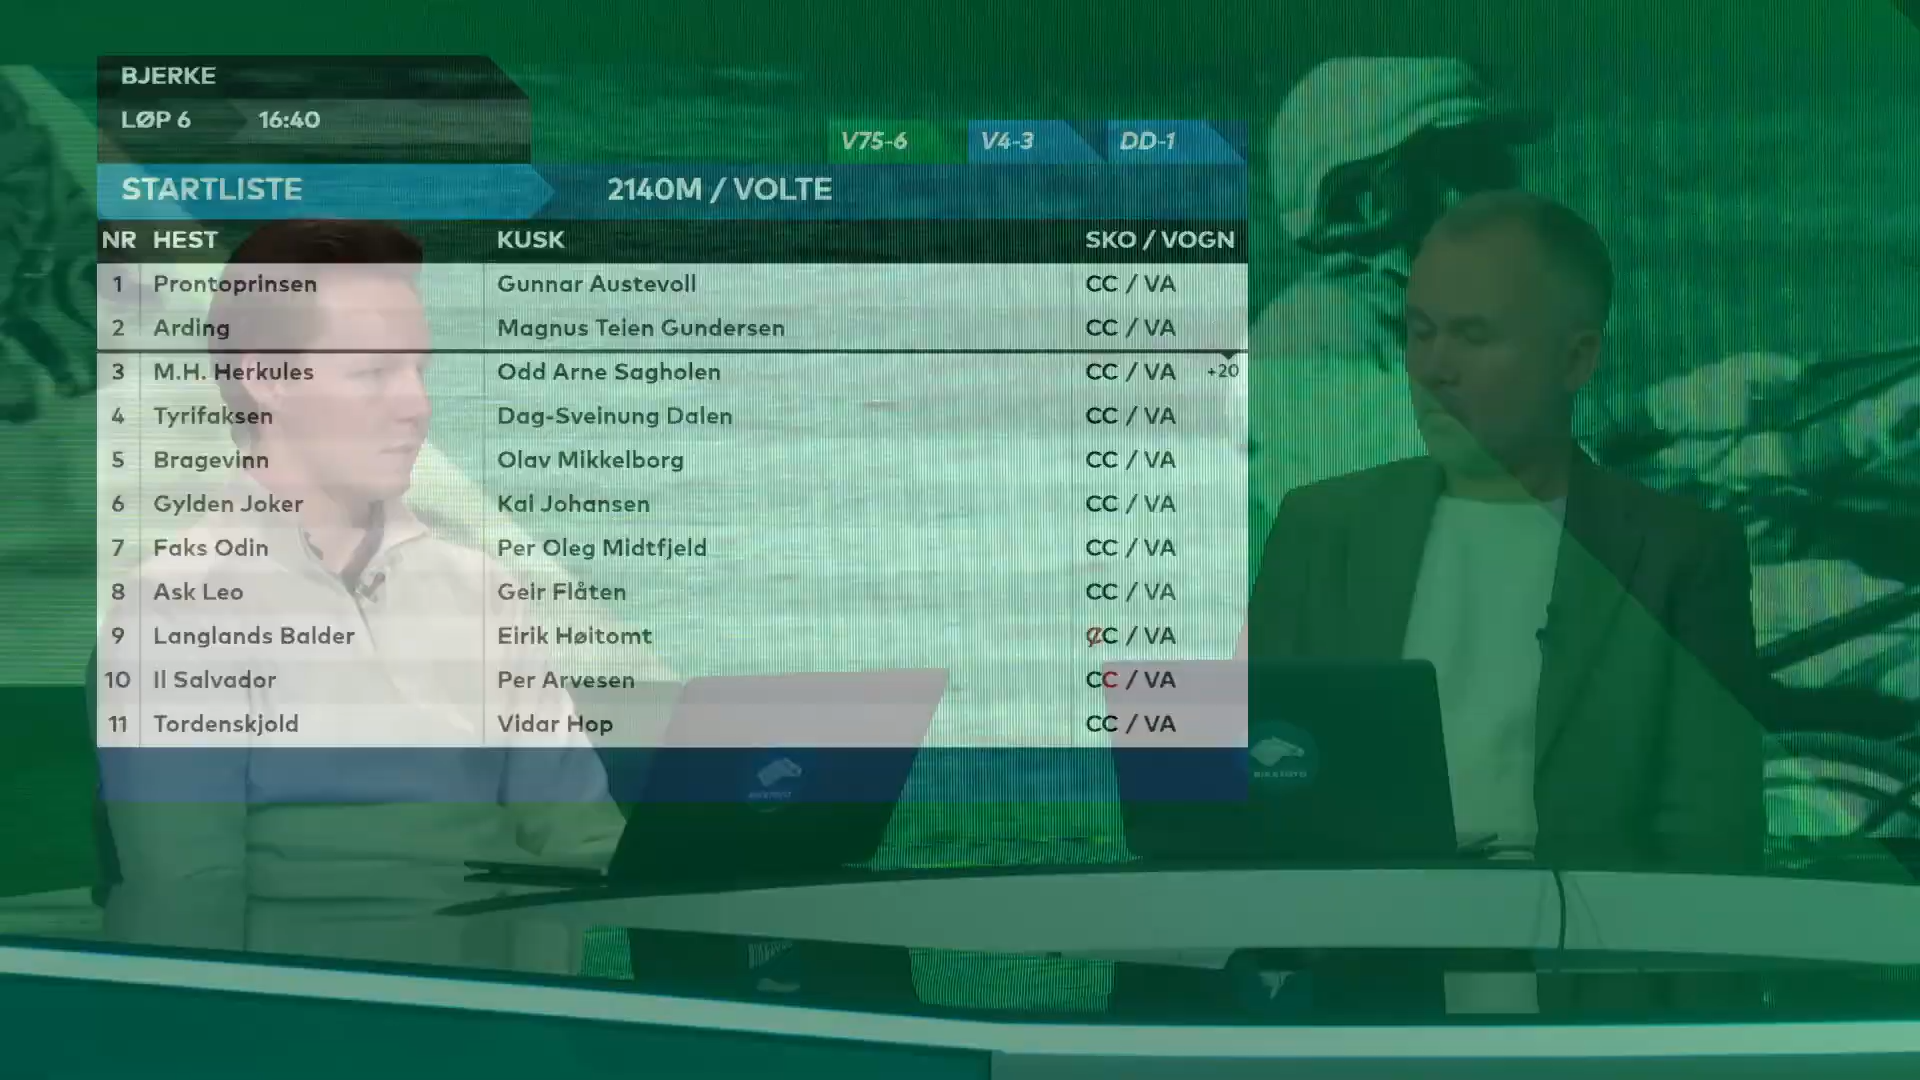 BJERKE
LØP 6 16:40
V75-6 V4-3 DD-1
STARTLISTE 2140M / VOLTE
NR HEST KUSK SKO / VOGN
1 Prontoprinsen Gunnar Austevoll CC / VA
2 Arding Magnus Teien Gundersen CC / VA
3 M.H. Herkules Odd Arne Sagholen CC / VA +20
4 Tyrifaksen Dag-Sveinung Dalen CC / VA
5 Bragevinn Olav Mikkelborg CC / VA
6 Gylden Joker Kai Johansen CC / VA
7 Faks Odin Per Oleg Midtfjeld CC / VA
8 Ask Leo Geir Flåten CC / VA
9 Langlands Balder Eirik Høitomt CC / VA
10 Il Salvador Per Arvesen CC / VA
11 Tordenskjold Vidar Hop CC / VA